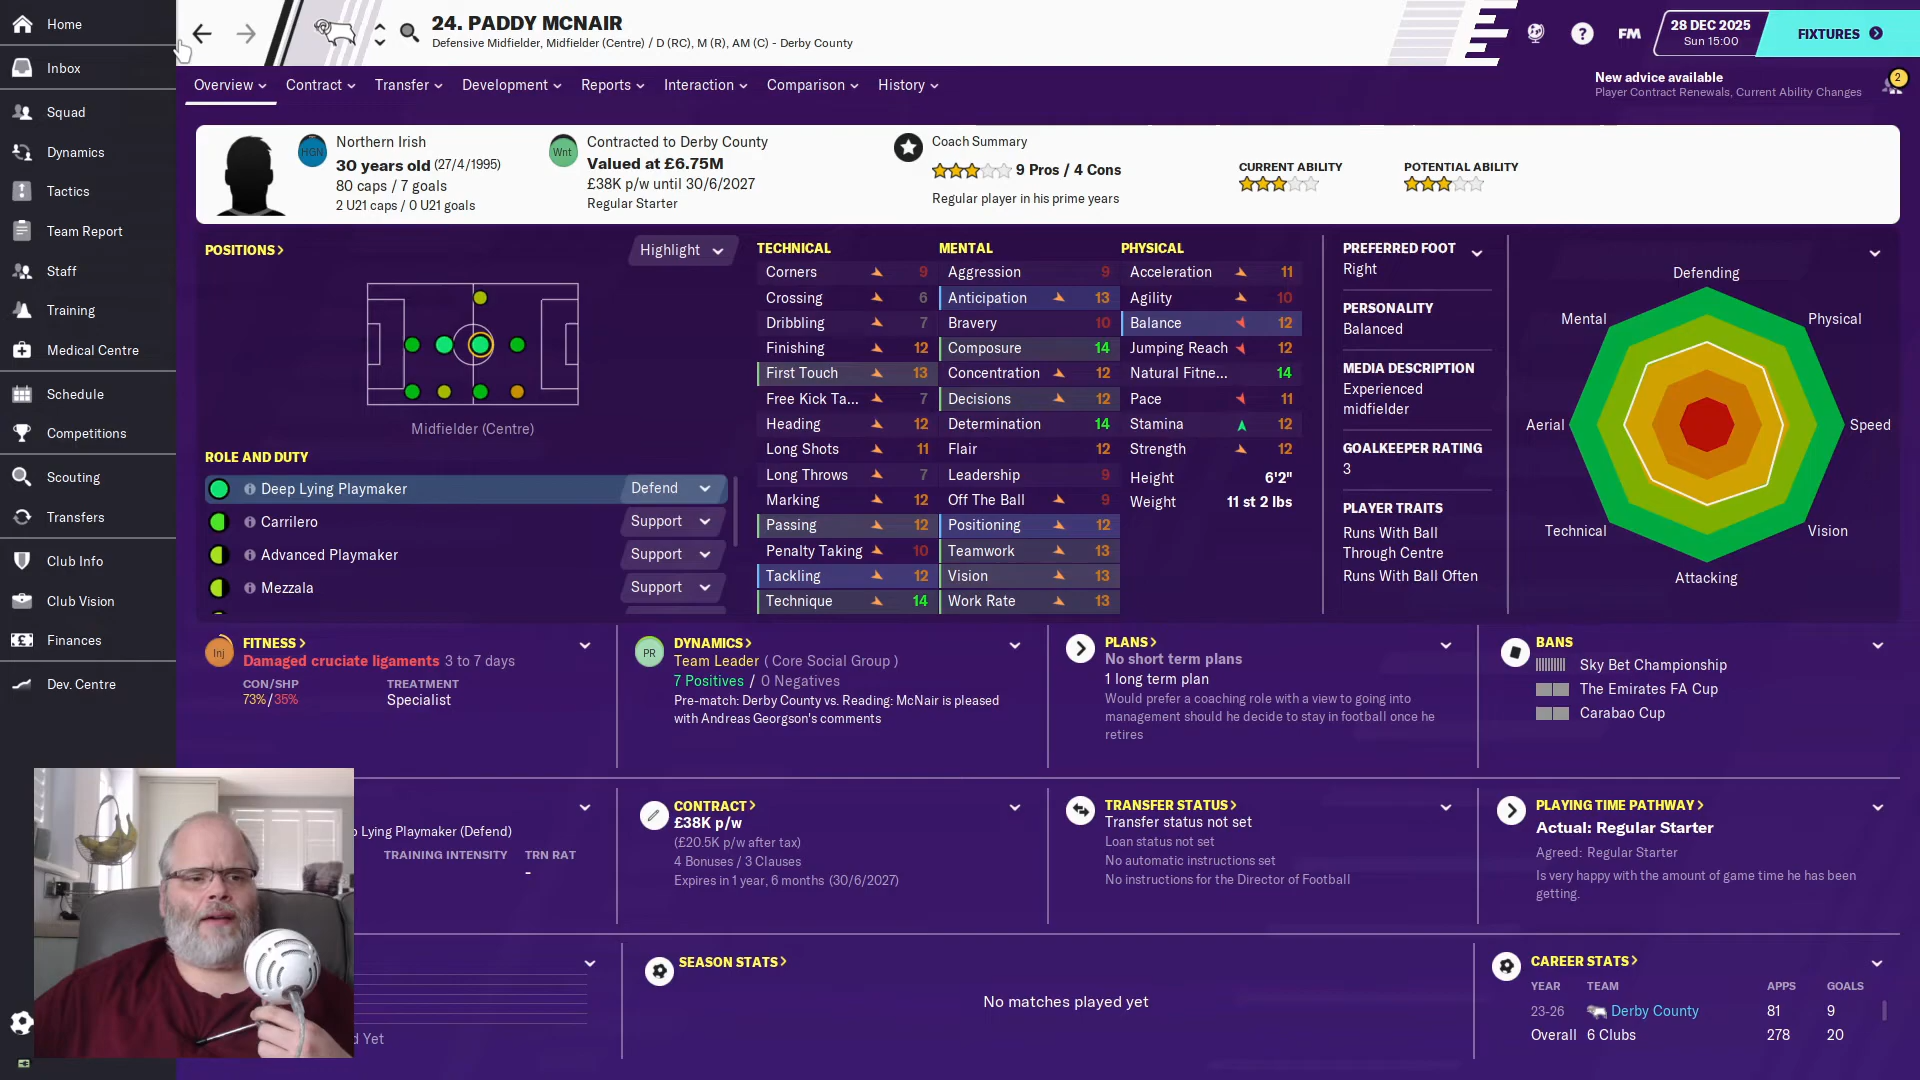 Home
Inbox
Squad
Dynamics
Tactics
Team Report
Staff
Training
Medical Centre
Schedule
Competitions
Scouting
Transfers
Club Info
Club Vision
Finances
Dev. Centre
24. PADDY MCNAIR
Defensive Midfielder, Midfielder (Centre) / D (RC), M (R), AM (C) - Derby County
?
FM
28 DEC 2025
Sun 15:00
FIXTURES
Overview Contract Transfer Development Reports Interaction Comparison History
New advice available
Player Contract Renewals, Current Ability Changes
2
HGN
Northern Irish
30 years old (27/4/1995)
80 caps / 7 goals
2 U21 caps / 0 U21 goals
Wnt
Contracted to Derby County
Valued at £6.75M
£38K p/w until 30/6/2027
Regular Starter
Coach Summary
9 Pros / 4 Cons
Regular player in his prime years
CURRENT ABILITY
POTENTIAL ABILITY
POSITIONS
Highlight
Midfielder (Centre)
ROLE AND DUTY
Deep Lying Playmaker Defend
Carrilero Support
Advanced Playmaker Support
Mezzala Support
TECHNICAL
Corners 9
Crossing 6
Dribbling 7
Finishing 12
First Touch 13
Free Kick Ta... 7
Heading 12
Long Shots 11
Long Throws 7
Marking 12
Passing 12
Penalty Taking 10
Tackling 12
Technique 14
MENTAL
Aggression 9
Anticipation 13
Bravery 10
Composure 14
Concentration 12
Decisions 12
Determination 14
Flair 12
Leadership 9
Off The Ball 9
Positioning 12
Teamwork 13
Vision 13
Work Rate 13
PHYSICAL
Acceleration 11
Agility 10
Balance 12
Jumping Reach 12
Natural Fitne... 14
Pace 11
Stamina 12
Strength 12
Height 6'2"
Weight 11 st 2 lbs
PREFERRED FOOT
Right
PERSONALITY
Balanced
MEDIA DESCRIPTION
Experienced
midfielder
GOALKEEPER RATING
3
PLAYER TRAITS
Runs With Ball
Through Centre
Runs With Ball Often
Defending
Physical
Speed
Vision
Attacking
Technical
Aerial
Mental
Inj
FITNESS
Damaged cruciate ligaments 3 to 7 days
CON/SHP
73%/35%
TREATMENT
Specialist
PR
DYNAMICS
Team Leader ( Core Social Group )
7 Positives / 0 Negatives
Pre-match: Derby County vs. Reading: McNair is pleased
with Andreas Georgson's comments
PLANS
No short term plans
1 long term plan
Would prefer a coaching role with a view to going into
management should he decide to stay in football once he
retires
BANS
Sky Bet Championship
The Emirates FA Cup
Carabao Cup
Lying Playmaker (Defend)
TRAINING INTENSITY
TRN RAT
-
CONTRACT
£38K p/w
(£20.5K p/w after tax)
4 Bonuses / 3 Clauses
Expires in 1 year, 6 months (30/6/2027)
TRANSFER STATUS
Transfer status not set
Loan status not set
No automatic instructions set
No instructions for the Director of Football
PLAYING TIME PATHWAY
Actual: Regular Starter
Agreed: Regular Starter
Is very happy with the amount of game time he has been
getting.
Yet
SEASON STATS
No matches played yet
CAREER STATS
YEAR TEAM APPS GOALS
23-26 Derby County 81 9
Overall 6 Clubs 278 20